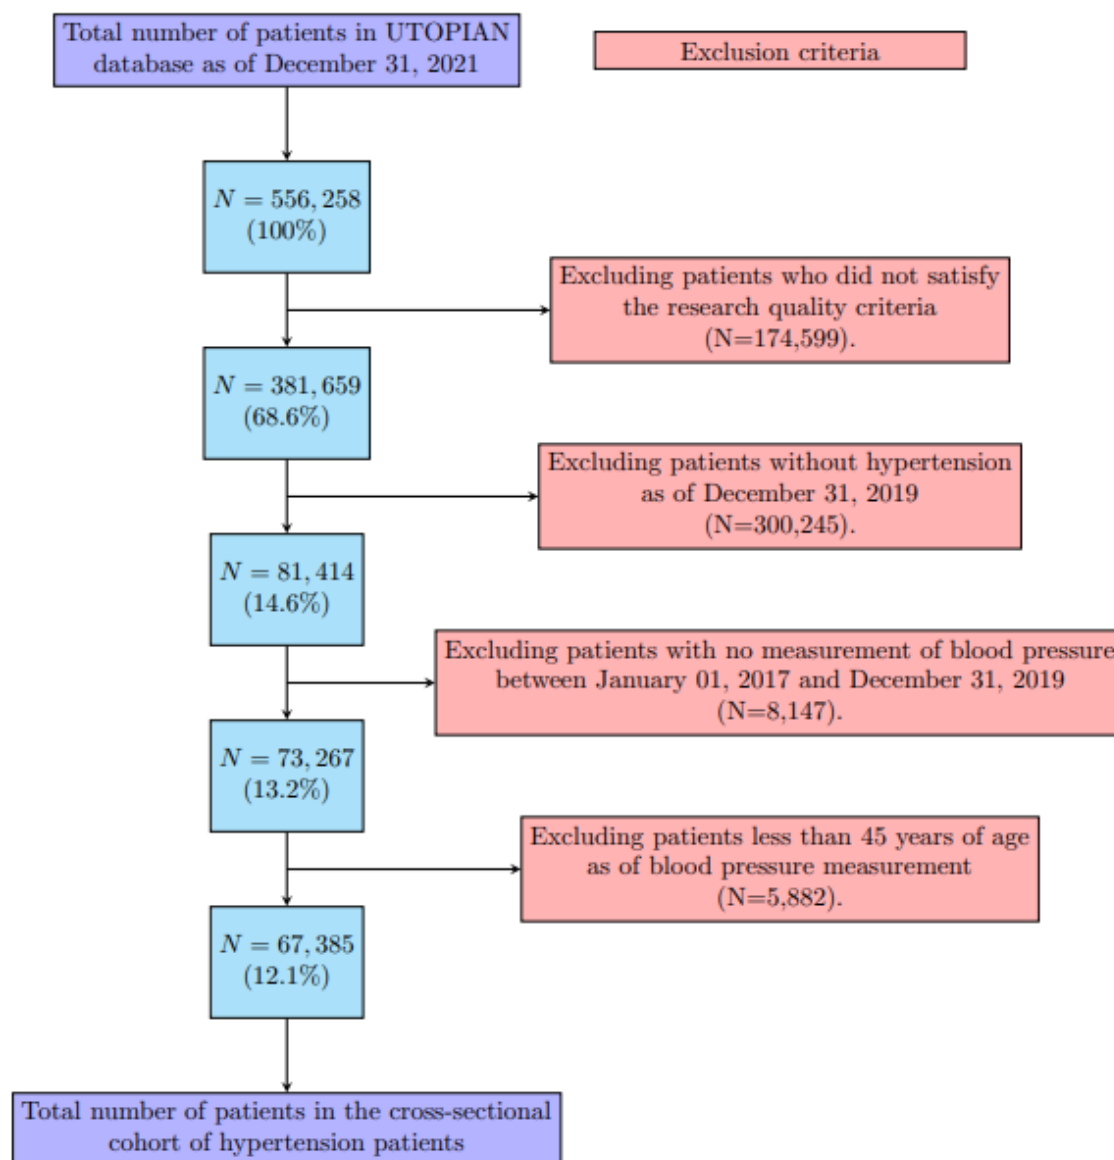 Total number of patients in UTOPIAN
database as of December 31, 2021
Exclusion criteria
N = 556, 258
(100%)
Excluding patients who did not satisfy
the research quality criteria
(N=174,599).
N = 381, 659
(68.6%)
Excluding patients without hypertension
as of December 31, 2019
(N=300,245).
N = 81, 414
(14.6%)
Excluding patients with no measurement of blood pressure
between January 01, 2017 and December 31, 2019
(N=8,147).
N = 73, 267
(13.2%)
Excluding patients less than 45 years of age
as of blood pressure measurement
(N=5,882).
N = 67, 385
(12.1%)
Total number of patients in the cross-sectional
cohort of hypertension patients